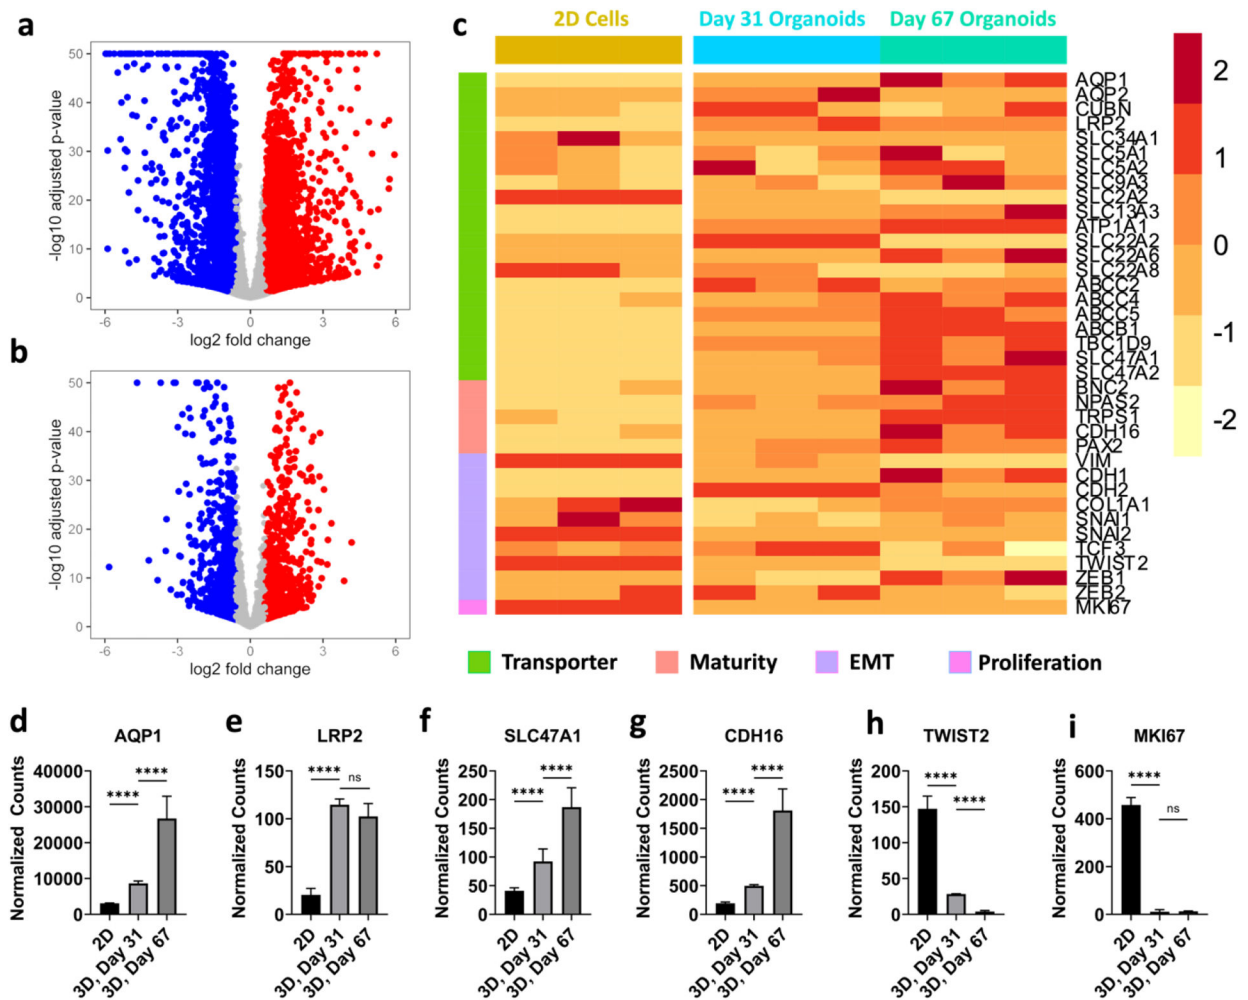 a
50
40
30
20
10
0
-log10 adjusted p-value
-6 -3 0 3 6
log2 fold change
b
50
40
30
20
10
0
-log10 adjusted p-value
-6 -3 0 3 6
log2 fold change
c
2D Cells Day 31 Organoids Day 67 Organoids
AQP1
AQP2
CUBN
LRP2
SLC34A1
SLC5A1
SLC5A2
SLC9A3
SLC2A2
SLC13A3
ATP1A1
SLC22A2
SLC22A6
SLC22A8
ABCC2
ABCC4
ABCC5
ABCB1
TBC1D9
SLC47A1
SLC47A2
BNC2
NPAS2
TRPS1
CDH16
PAX2
VIM
CDH1
CDH2
COL1A1
SNAI1
SNAI2
TCF3
TWIST2
ZEB1
ZEB2
MKI67
2
1
0
-1
-2
Transporter Maturity EMT Proliferation
d
AQP1
Normalized Counts
40000
30000
20000
10000
0
****
****
2D
3D, Day 31
3D, Day 67
e
LRP2
Normalized Counts
150
100
50
0
****
ns
2D
3D, Day 31
3D, Day 67
f
SLC47A1
Normalized Counts
250
200
150
100
50
0
****
****
2D
3D, Day 31
3D, Day 67
g
CDH16
Normalized Counts
2500
2000
1500
1000
500
0
****
****
2D
3D, Day 31
3D, Day 67
h
TWIST2
Normalized Counts
200
150
100
50
0
****
****
2D
3D, Day 31
3D, Day 67
i
MKI67
Normalized Counts
600
400
200
0
****
ns
2D
3D, Day 31
3D, Day 67